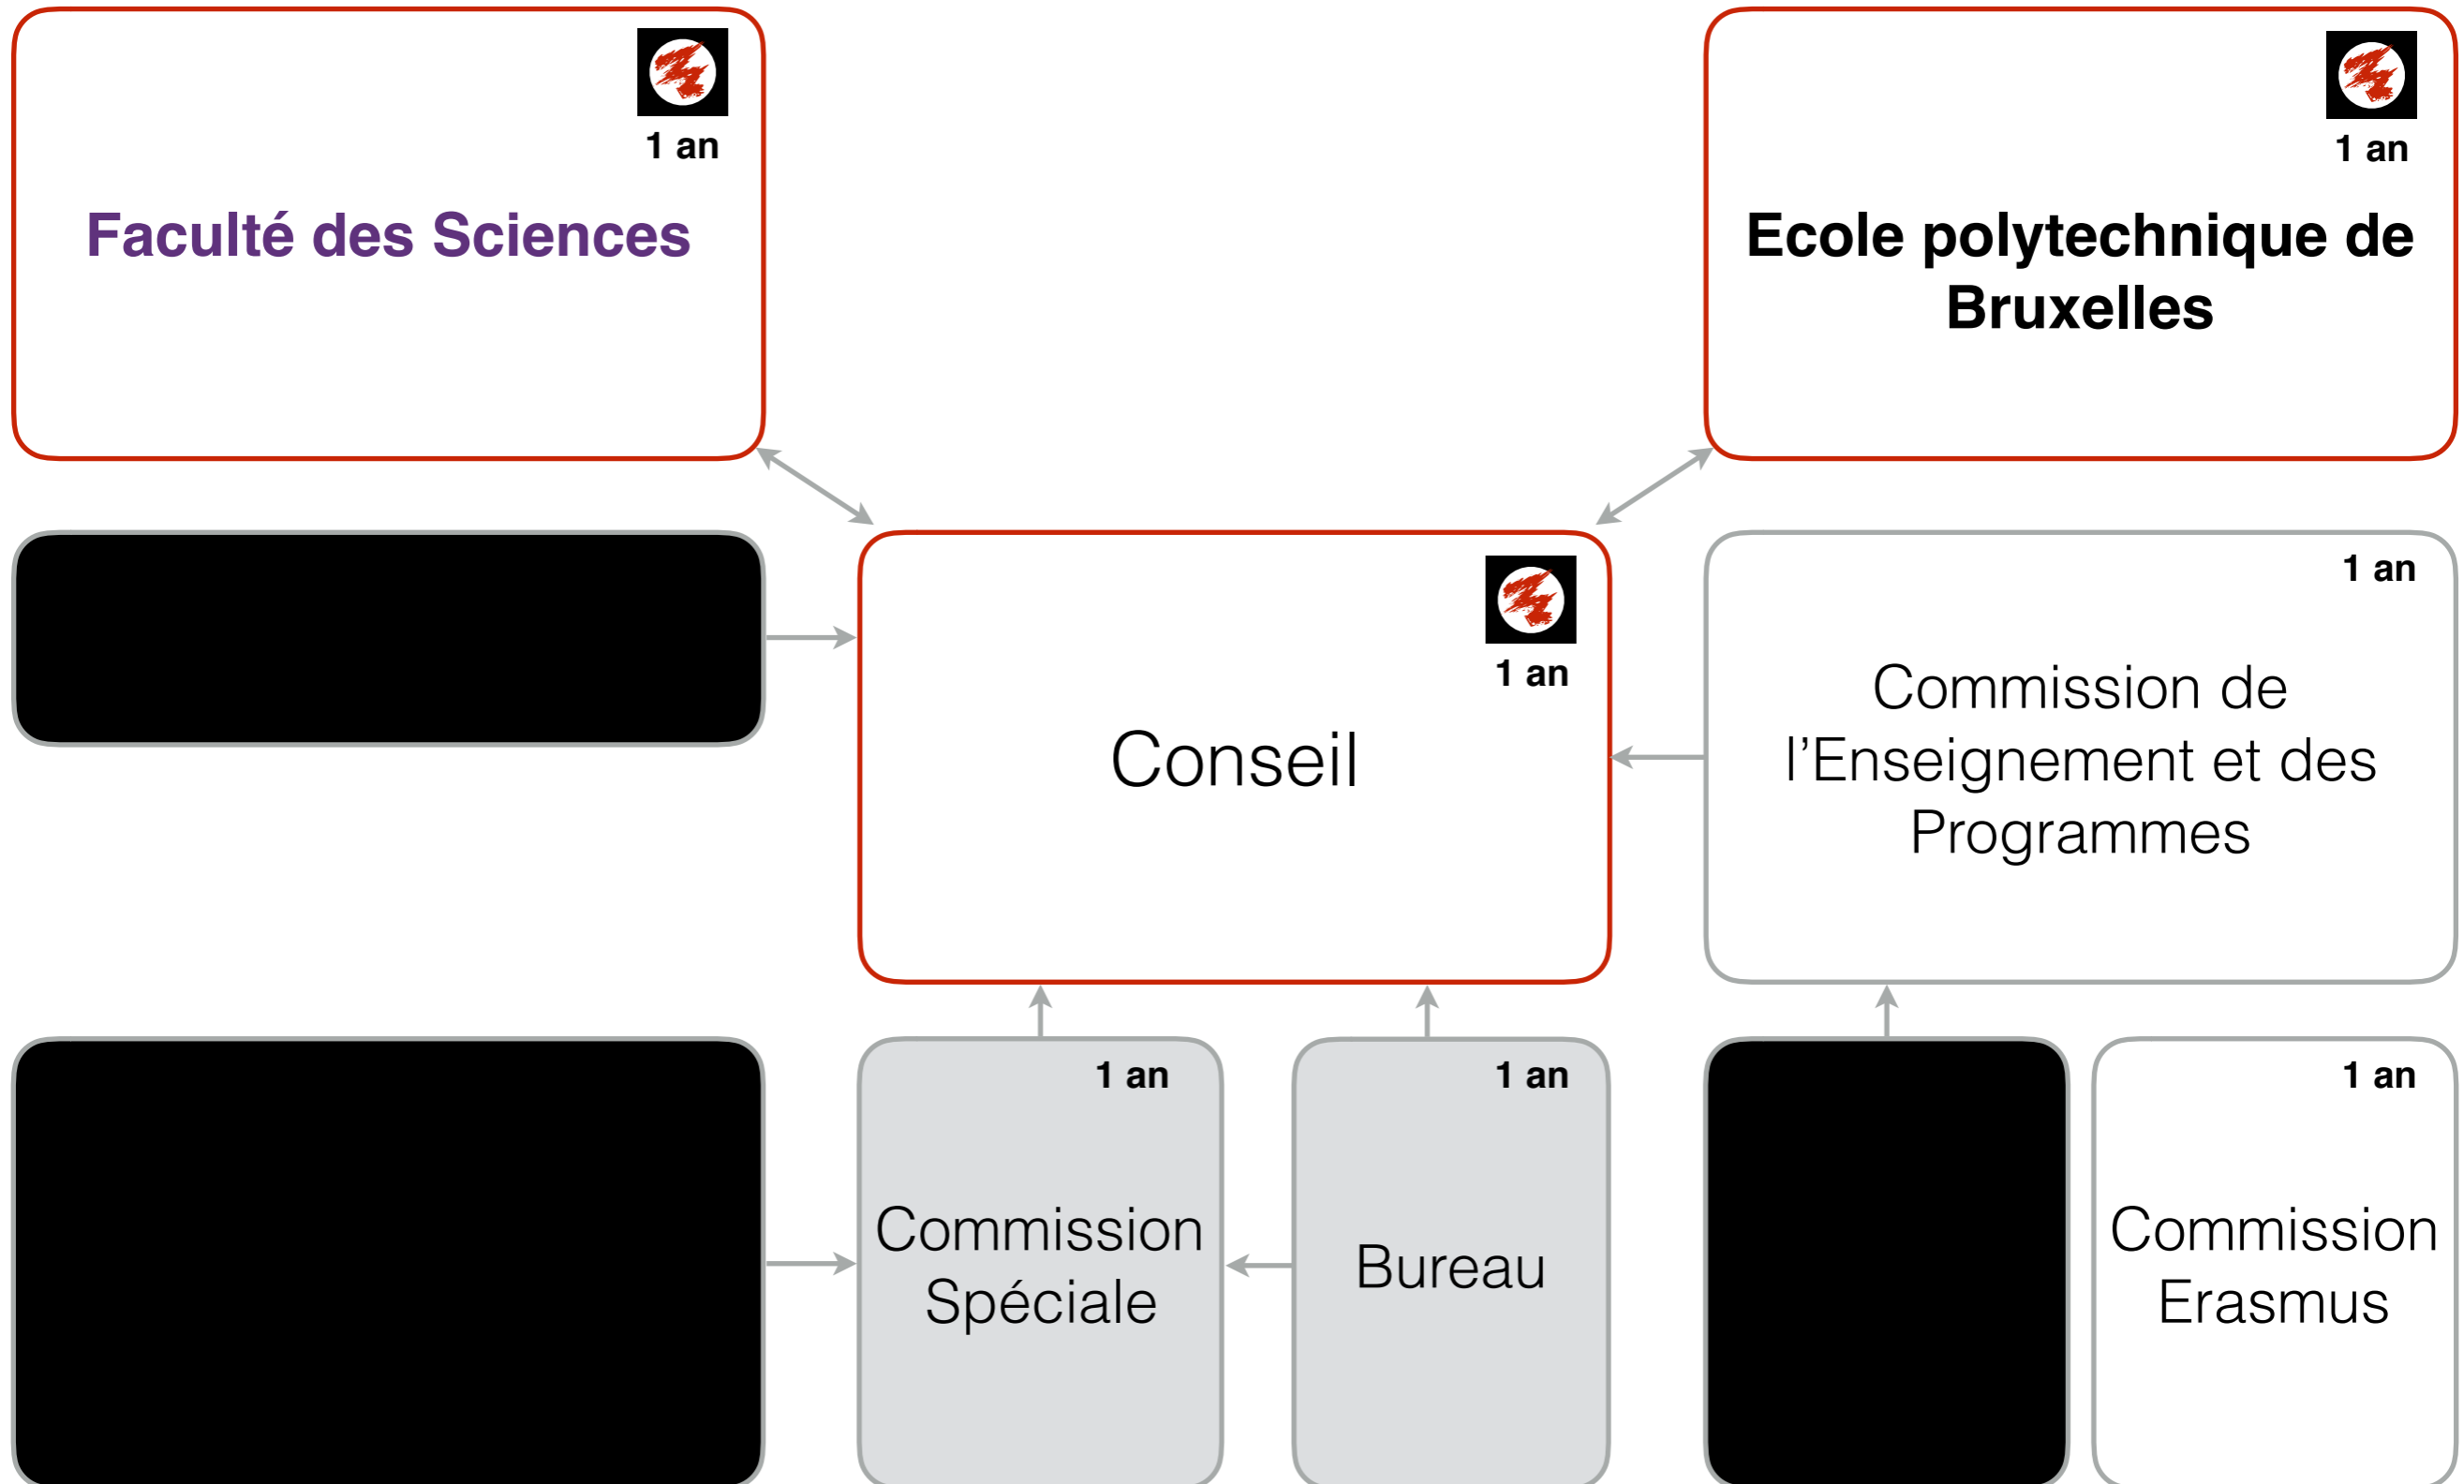 1 an
Faculté des Sciences
1 an
Ecole polytechnique de
Bruxelles
1 an
Conseil
1 an
Commission de
l’Enseignement et des
Programmes
1 an
Commission
Spéciale
1 an
Bureau
1 an
Commission
Erasmus